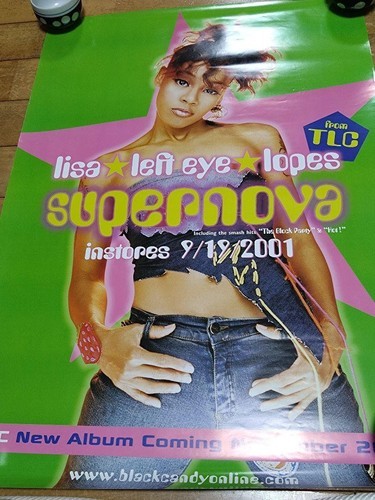 from
TLC
lisa★left eye★lopes
supernova
Including the smash hits "The Block Party" & "Hot!"
instores 9/19/2001
C New Album Coming
www.blackcandyonline.com